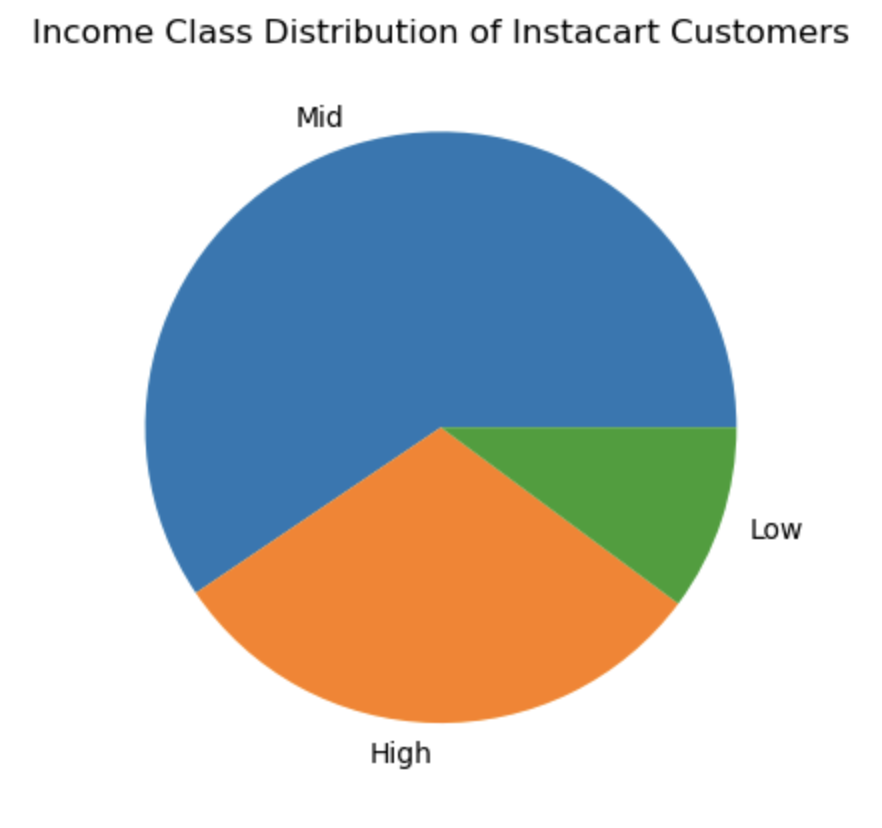 Income Class Distribution of Instacart Customers
Mid
Low
High